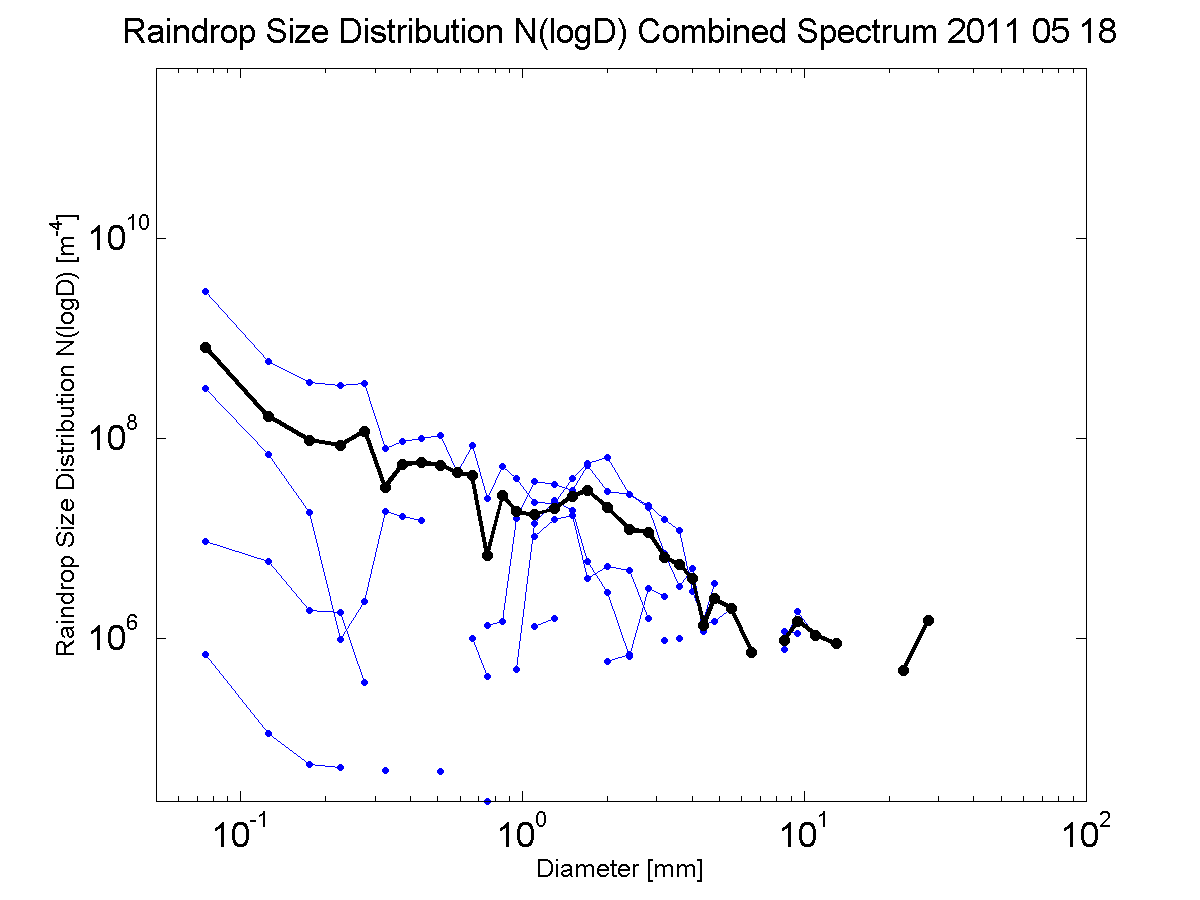 Raindrop Size Distribution N(logD) Combined Spectrum 2011 05 18
Raindrop Size Distribution N(logD) [m-4]
10^10
10^8
10^6
10^-1
10^0
10^1
10^2
Diameter [mm]